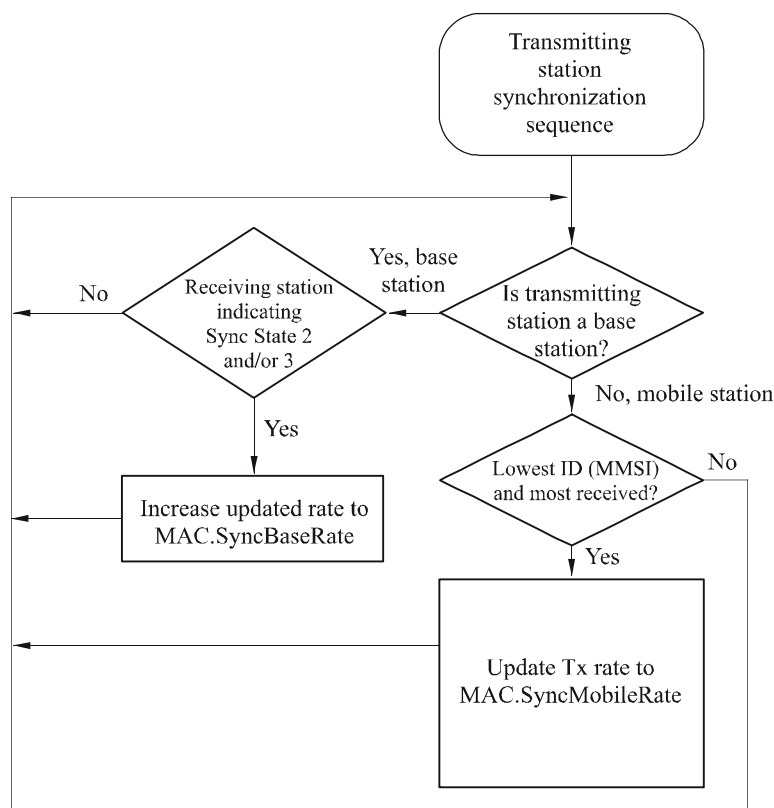 Transmitting
station
synchronization
sequence
Yes, base
station
No
Receiving station
indicating
Sync State 2
and/or 3
Is transmitting
station a base
station?
No, mobile station
Yes
Lowest ID (MMSI)
and most received?
No
Increase updated rate to
MAC.SyncBaseRate
Yes
Update Tx rate to
MAC.SyncMobileRate